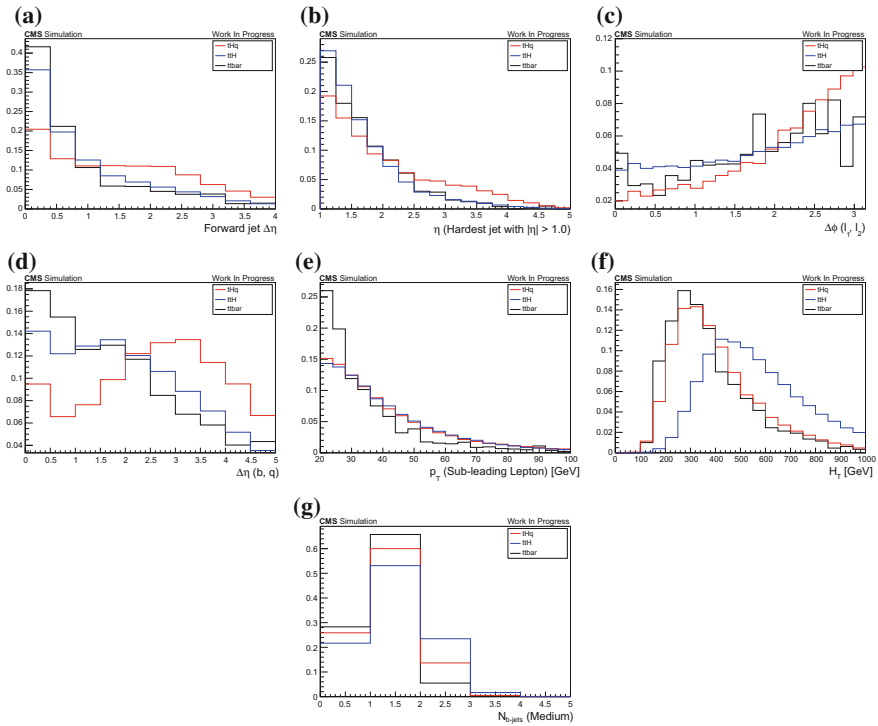 (a)
CMS Simulation Work In Progress
tHq
ttH
ttbar
0.4
0.35
0.3
0.25
0.2
0.15
0.1
0.05
0 0.5 1 1.5 2 2.5 3 3.5 4
Forward jet Δη
(b)
CMS Simulation Work In Progress
tHq
ttH
ttbar
0.25
0.2
0.15
0.1
0.05
0
1 1.5 2 2.5 3 3.5 4 4.5 5
η (Hardest jet with |η| > 1.0)
(c)
CMS Simulation Work In Progress
tHq
ttH
ttbar
0.12
0.1
0.08
0.06
0.04
0.02
0 0.5 1 1.5 2 2.5 3
Δϕ (l1, l2)
(d)
CMS Simulation Work In Progress
tHq
ttH
ttbar
0.18
0.16
0.14
0.12
0.1
0.08
0.06
0.04
0.0 0.5 1 1.5 2 2.5 3 3.5 4 4.5 5
Δη (b, q)
(e)
CMS Simulation Work In Progress
tHq
ttH
ttbar
0.25
0.2
0.15
0.1
0.05
0
20 30 40 50 60 70 80 90 100
pT (Sub-leading Lepton) [GeV]
(f)
CMS Simulation Work In Progress
tHq
ttH
ttbar
0.16
0.14
0.12
0.1
0.08
0.06
0.04
0.02
0
0 100 200 300 400 500 600 700 800 900 1000
HT [GeV]
(g)
CMS Simulation Work In Progress
tHq
ttH
ttbar
0.6
0.5
0.4
0.3
0.2
0.1
0
0 0.5 1 1.5 2 2.5 3 3.5 4 4.5 5
Nb-jets (Medium)